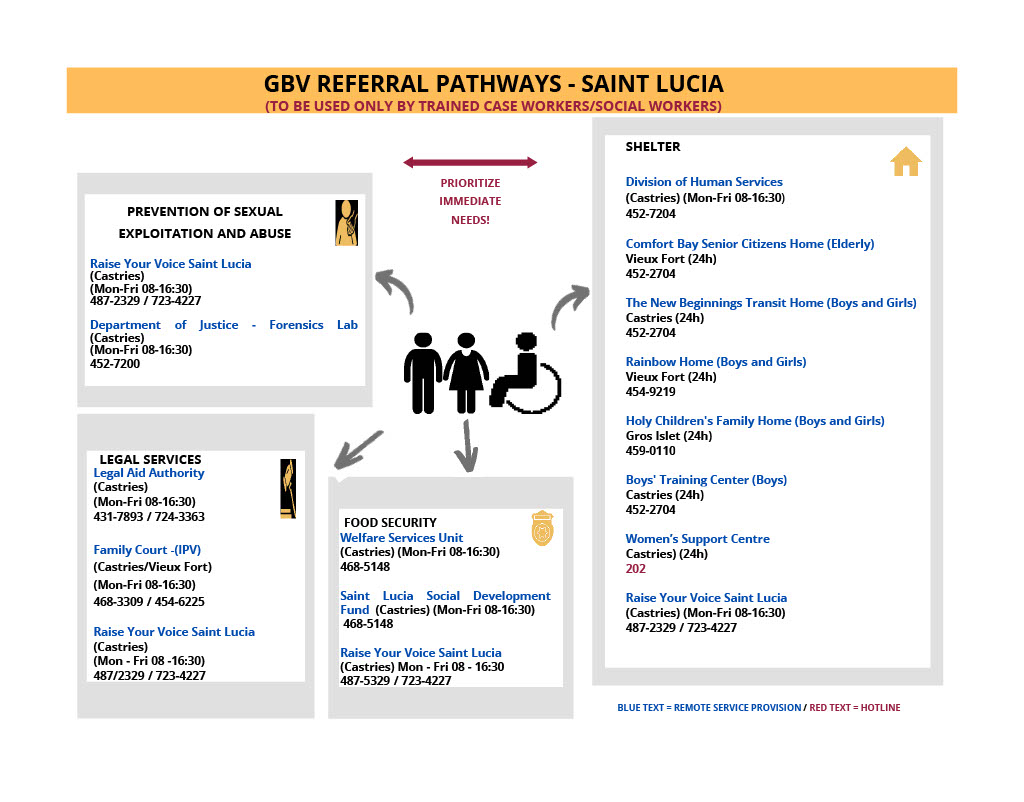 GBV REFERRAL PATHWAYS - SAINT LUCIA
(TO BE USED ONLY BY TRAINED CASE WORKERS/SOCIAL WORKERS)
PRIORITIZE
IMMEDIATE
NEEDS!
PREVENTION OF SEXUAL
EXPLOITATION AND ABUSE
Raise Your Voice Saint Lucia
(Castries)
(Mon-Fri 08-16:30)
487-2329 / 723-4227
Department of Justice - Forensics Lab
(Castries)
(Mon-Fri 08-16:30)
452-7200
LEGAL SERVICES
Legal Aid Authority
(Castries)
(Mon-Fri 08-16:30)
431-7893 / 724-3363
Family Court -(IPV)
(Castries/Vieux Fort)
(Mon-Fri 08-16:30)
468-3309 / 454-6225
Raise Your Voice Saint Lucia
(Castries)
(Mon - Fri 08 -16:30)
487/2329 / 723-4227
FOOD SECURITY
Welfare Services Unit
(Castries) (Mon-Fri 08-16:30)
468-5148
Saint Lucia Social Development
Fund (Castries) (Mon-Fri 08-16:30)
468-5148
Raise Your Voice Saint Lucia
(Castries) Mon - Fri 08 - 16:30
487-5329 / 723-4227
SHELTER
Division of Human Services
(Castries) (Mon-Fri 08-16:30)
452-7204
Comfort Bay Senior Citizens Home (Elderly)
Vieux Fort (24h)
452-2704
The New Beginnings Transit Home (Boys and Girls)
Castries (24h)
452-2704
Rainbow Home (Boys and Girls)
Vieux Fort (24h)
454-9219
Holy Children's Family Home (Boys and Girls)
Gros Islet (24h)
459-0110
Boys' Training Center (Boys)
Castries (24h)
452-2704
Women’s Support Centre
Castries) (24h)
202
Raise Your Voice Saint Lucia
(Castries) (Mon-Fri 08-16:30)
487-2329 / 723-4227
BLUE TEXT = REMOTE SERVICE PROVISION / RED TEXT = HOTLINE